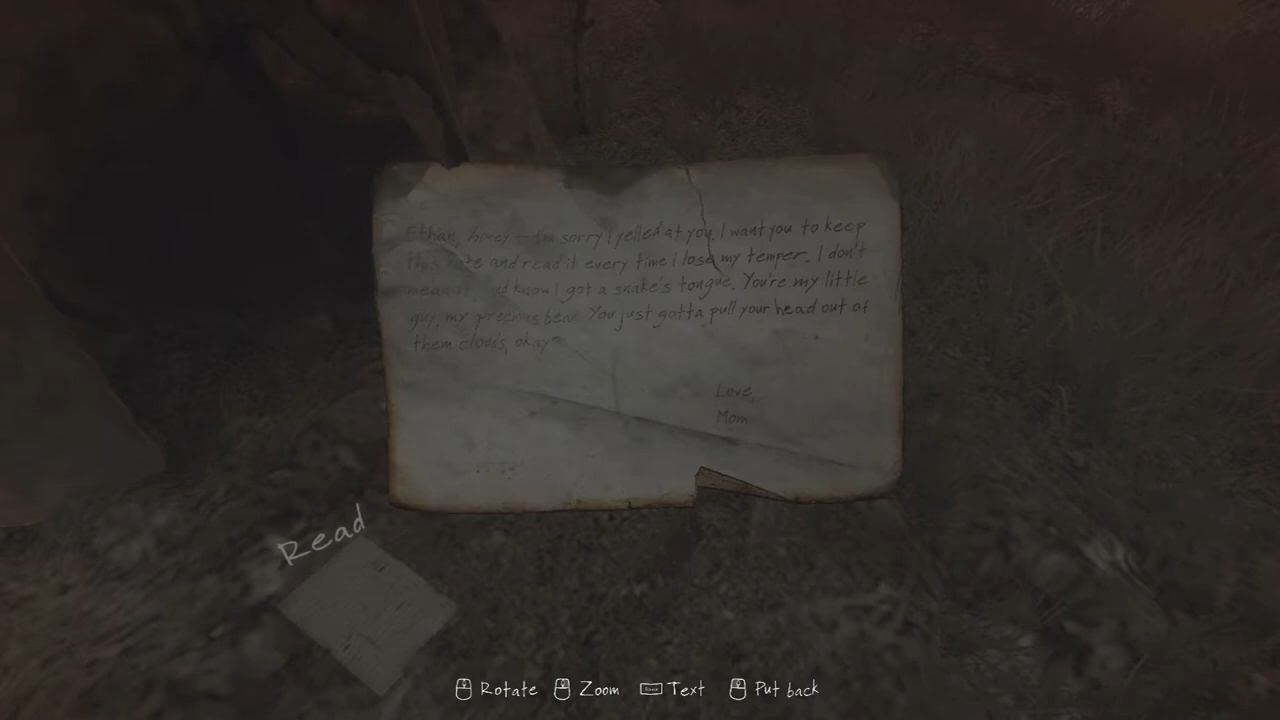 Ethan, honey - I'm sorry I yelled at you. I want you to keep
this note and read it every time I lose my temper. I don't
mean it, and know I got a snake's tongue. You're my little
guy, my precious bear. You just gotta pull your head out of
them clouds, okay?
Love,
Mom
Read
Rotate Zoom Text Put back